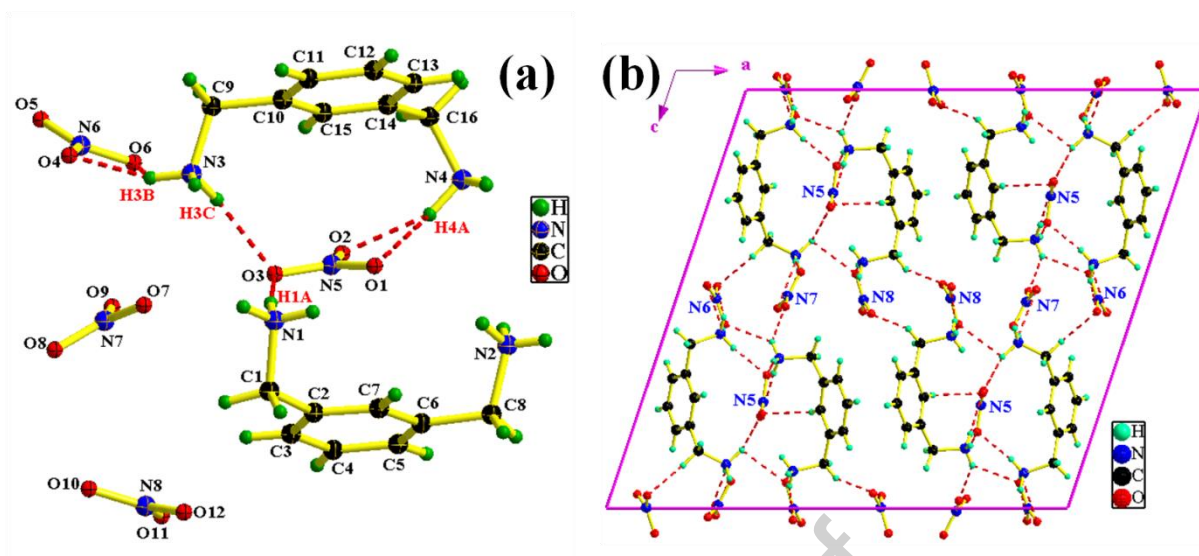 (a)
C11
C12
C13
C9
C10
C15
C14
C16
O5
N6
O4
O6
N3
H3B
H3C
N4
H4A
O2
O3
N5
O1
H1A
N1
N2
O9
O7
O8
N7
C1
C2
C7
C6
C8
C3
C4
C5
O10
N8
O11
O12
H
N
C
O
(b)
a
c
N5
N5
N7
N8
N8
N7
N6
N6
N5
N5
H
N
C
O
f